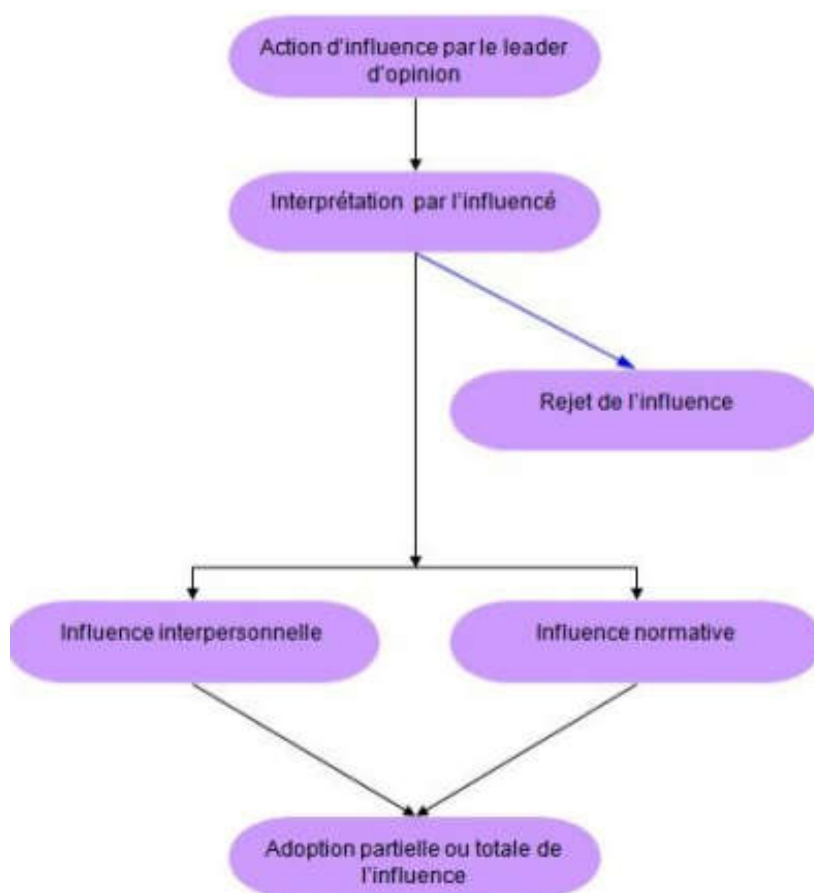 Action d'influence par le leader
d'opinion
Interprétation par l'influencé
Rejet de l'influence
Influence interpersonnelle
Influence normative
Adoption partielle ou totale de
l'influence